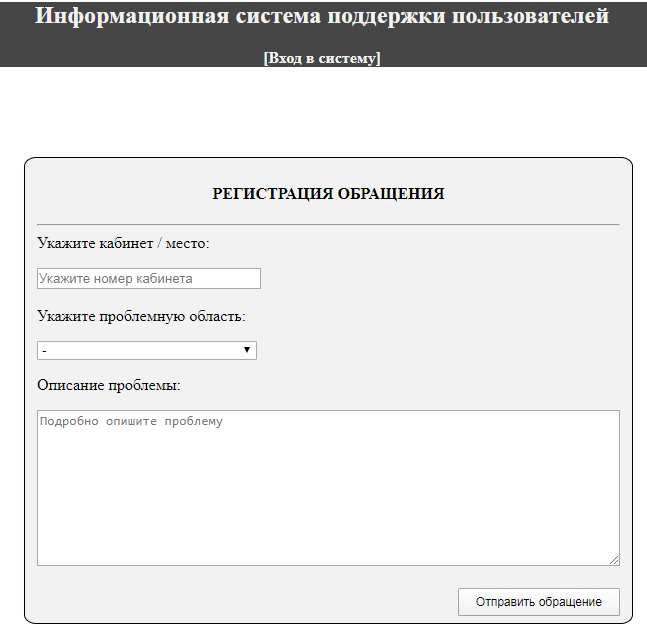 Информационная система поддержки пользователей
[Вход в систему]
РЕГИСТРАЦИЯ ОБРАЩЕНИЯ
Укажите кабинет / место:
Укажите номер кабинета
Укажите проблемную область:
-
Описание проблемы:
Подробно опишите проблему
Отправить обращение